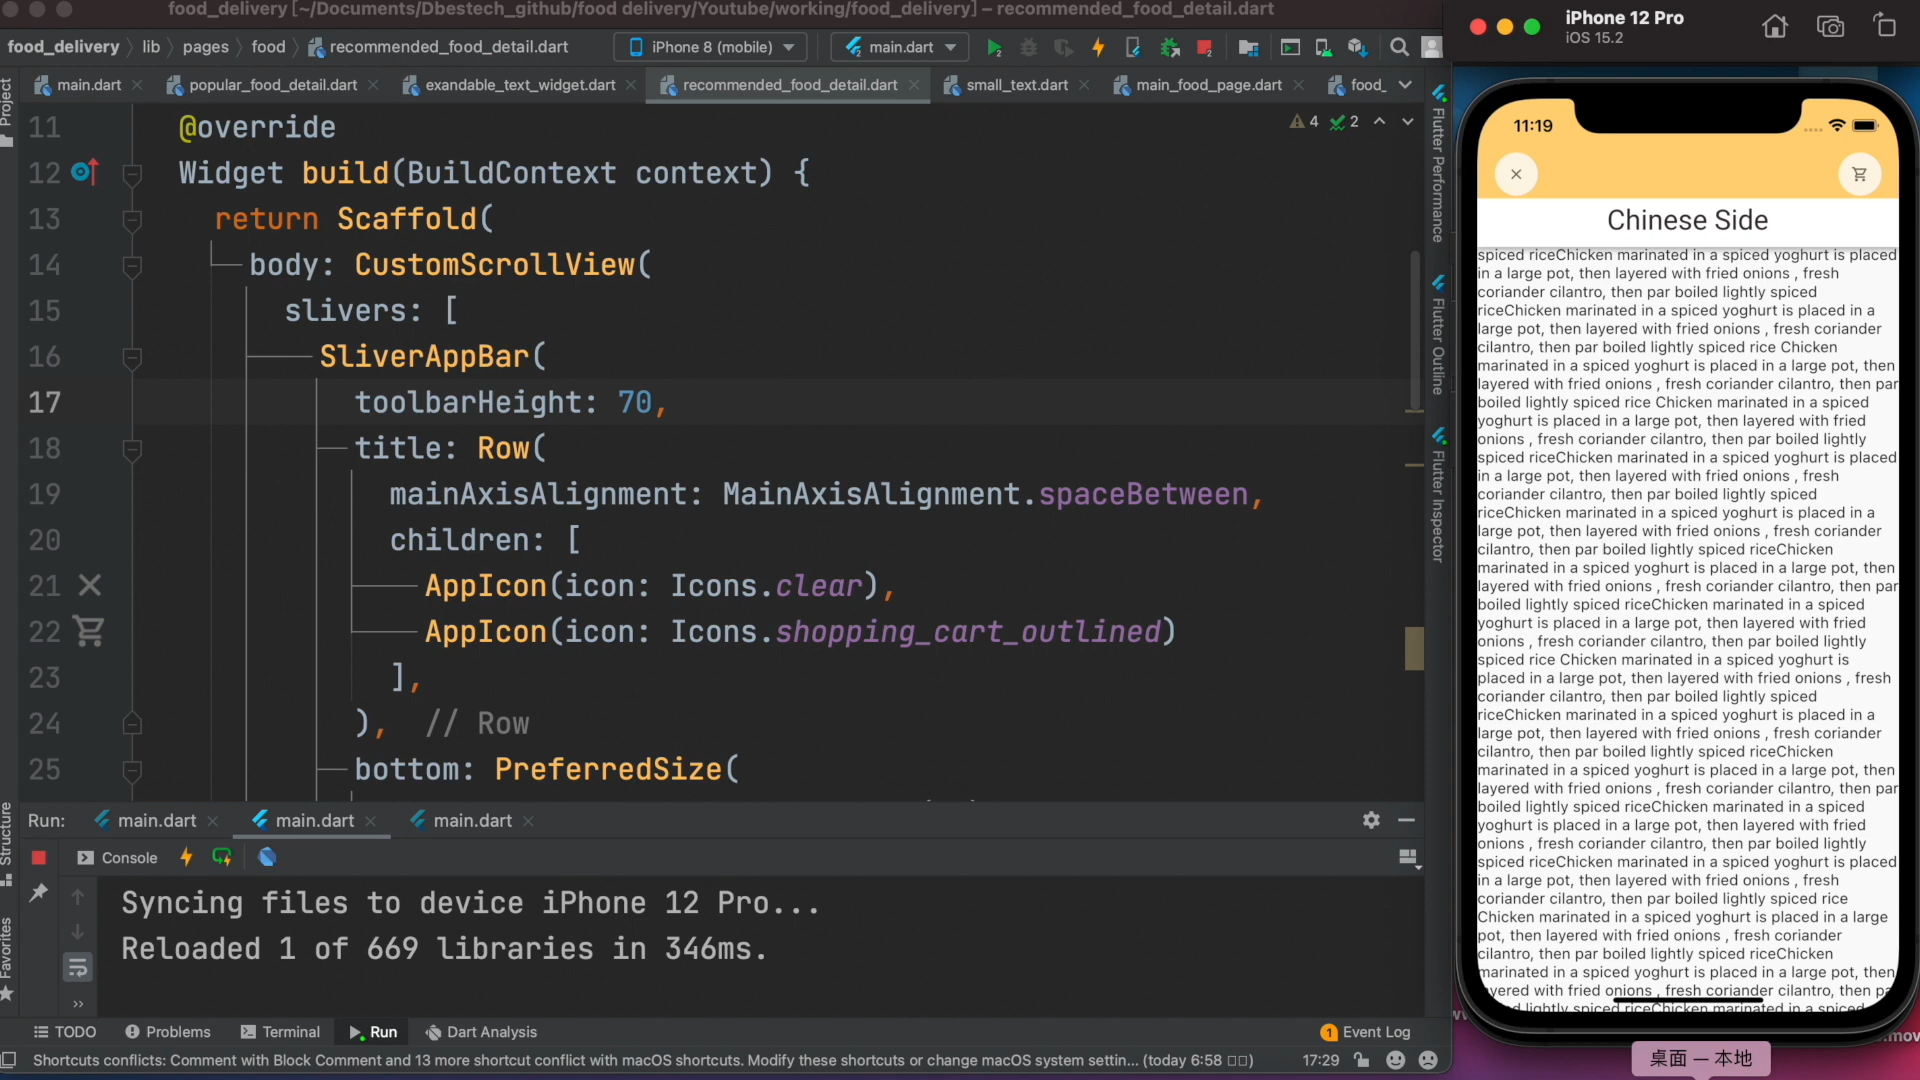 food_delivery [~/Documents/Dbestech_github/food delivery/Youtube/working/food_delivery] – recommended_food_detail.dart
food_delivery
lib
pages
food
recommended_food_detail.dart
iPhone 8 (mobile)
main.dart
main.dart
popular_food_detail.dart
exandable_text_widget.dart
recommended_food_detail.dart
small_text.dart
main_food_page.dart
food_
Project
4
2
11 @override
12 Widget build(BuildContext context) {
13 return Scaffold(
14 body: CustomScrollView(
15 slivers: [
16 SliverAppBar(
17 toolbarHeight: 70,
18 title: Row(
19 mainAxisAlignment: MainAxisAlignment.spaceBetween,
20 children: [
21 AppIcon(icon: Icons.clear),
22 AppIcon(icon: Icons.shopping_cart_outlined)
23 ],
24 ), // Row
25 bottom: PreferredSize(
Flutter Performance
Flutter Outline
Flutter Inspector
Structure
Favorites
Run:
main.dart
main.dart
main.dart
Console
Syncing files to device iPhone 12 Pro...
Reloaded 1 of 669 libraries in 346ms.
TODO
Problems
Terminal
Run
Dart Analysis
1 Event Log
Shortcuts conflicts: Comment with Block Comment and 13 more shortcut conflict with macOS shortcuts. Modify these shortcuts or change macOS system settin... (today 6:58 )
17:29
iPhone 12 Pro
iOS 15.2
11:19
Chinese Side
spiced riceChicken marinated in a spiced yoghurt is placed
in a large pot, then layered with fried onions , fresh
coriander cilantro, then par boiled lightly spiced
riceChicken marinated in a spiced yoghurt is placed in a
large pot, then layered with fried onions , fresh coriander
cilantro, then par boiled lightly spiced rice Chicken
marinated in a spiced yoghurt is placed in a large pot, then
layered with fried onions , fresh coriander cilantro, then par
boiled lightly spiced rice Chicken marinated in a spiced
yoghurt is placed in a large pot, then layered with fried
onions , fresh coriander cilantro, then par boiled lightly
spiced riceChicken marinated in a spiced yoghurt is placed
in a large pot, then layered with fried onions , fresh
coriander cilantro, then par boiled lightly spiced
riceChicken marinated in a spiced yoghurt is placed in a
large pot, then layered with fried onions , fresh coriander
cilantro, then par boiled lightly spiced riceChicken
marinated in a spiced yoghurt is placed in a large pot, then
layered with fried onions , fresh coriander cilantro, then par
boiled lightly spiced riceChicken marinated in a spiced
yoghurt is placed in a large pot, then layered with fried
onions , fresh coriander cilantro, then par boiled lightly
spiced rice Chicken marinated in a spiced yoghurt is
placed in a large pot, then layered with fried onions , fresh
coriander cilantro, then par boiled lightly spiced
riceChicken marinated in a spiced yoghurt is placed in a
large pot, then layered with fried onions , fresh coriander
cilantro, then par boiled lightly spiced riceChicken
marinated in a spiced yoghurt is placed in a large pot, then
layered with fried onions , fresh coriander cilantro, then par
boiled lightly spiced riceChicken marinated in a spiced
yoghurt is placed in a large pot, then layered with fried
onions , fresh coriander cilantro, then par boiled lightly
spiced riceChicken marinated in a spiced yoghurt is placed
in a large pot, then layered with fried onions , fresh
coriander cilantro, then par boiled lightly spiced rice
Chicken marinated in a spiced yoghurt is placed in a large
pot, then layered with fried onions , fresh coriander
cilantro, then par boiled lightly spiced riceChicken
marinated in a spiced yoghurt is placed in a large pot, then
layered with fried onions , fresh coriander cilantro, then pa
lightly spiced riceChicken marinated in a spiced
.mov
桌面 — 本地